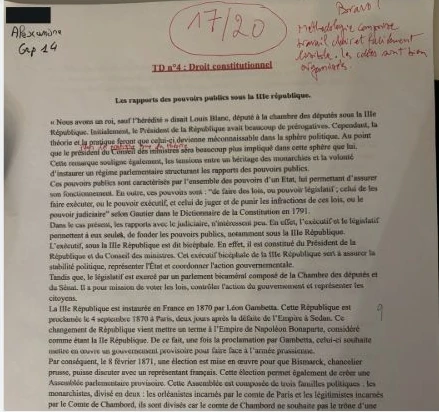 Bravo !
17/20
Méthodologie comprise
travail clair et
lisible. les idées sont bien
organisées.
Grp 14
TD n°4 : Droit constitutionnel
Les rapports des pouvoirs publics sous la IIIe république.
« Nous avons un roi, sauf l'hérédité » dirait Louis Blanc, député à la chambre des députés sous la IIIe
République. Initialement, le Président de la République avait beaucoup de prérogatives. Cependant, la
théorie et la pratique feront que celui-ci devienne méconnaissable dans la sphère politique. Au point
que le président du Conseil des ministres sera beaucoup plus impliqué dans cette sphère que lui.
Cette remarque souligne également, les tensions entre un héritage des monarchies et la volonté
d'instaurer un régime parlementaire structurant les rapports des pouvoirs.
Ces pouvoirs publics sont caractérisés par l'ensemble des pouvoirs d'un Etat, lui permettant d'assurer
son fonctionnement. En outre, ces pouvoirs sont : "de faire des lois, ou pouvoir législatif ; celui de les
faire exécuter, ou le pouvoir exécutif, et celui de juger et de punir les infractions de ces lois, ou le
pouvoir judiciaire" selon Gautier dans le Dictionnaire de la Constitution en 1791.
Dans le cas présent, les rapports avec le judiciaire, n'intéressent peu. En effet, l'exécutif et le législatif
permettent à eux seuls, de fonder les pouvoirs publics, notamment sous la IIIe République.
L'exécutif, sous la IIIe République est dit bicéphale. En effet, il est constitué du Président de la
République et du Conseil des ministres. Cet exécutif bicéphale de la IIIe République sert à assurer la
stabilité politique, représenter l'État et coordonner l'action gouvernementale.
Tandis que, le législatif est exercé par un parlement bicaméral composé de la Chambre des députés et
du Sénat. Il a pour mission de voter les lois, contrôler l'action du gouvernement et représenter les
citoyens.
La IIIe République est instaurée en France en 1870 par Léon Gambetta. Cette République est
proclamée le 4 septembre 1870 à Paris, deux jours après la défaite de l'Empire à Sedan. Ce
changement de République vient mettre un terme à l'Empire de Napoléon Bonaparte, considéré
comme étant la IIe République. De ce fait, une fois la proclamation par Gambetta, celui-ci souhaite
mettre en œuvre un gouvernement provisoire pour faire face à l'armée prussienne.
Par conséquent, le 8 février 1871, une élection est mise en œuvre pour que Bismarck, chancelier
prusse, puisse discuter avec un représentant français. Cette élection permet également de créer une
Assemblée parlementaire provisoire. Cette Assemblée est composée de trois familles politiques : les
monarchistes, divisé en deux : les orléanistes incarnés par le comte de Paris et les légitimistes incarnés
par le Comte de Chambord, ils sont divisés car le comte de Chambord ne souhaite pas le trône d'une